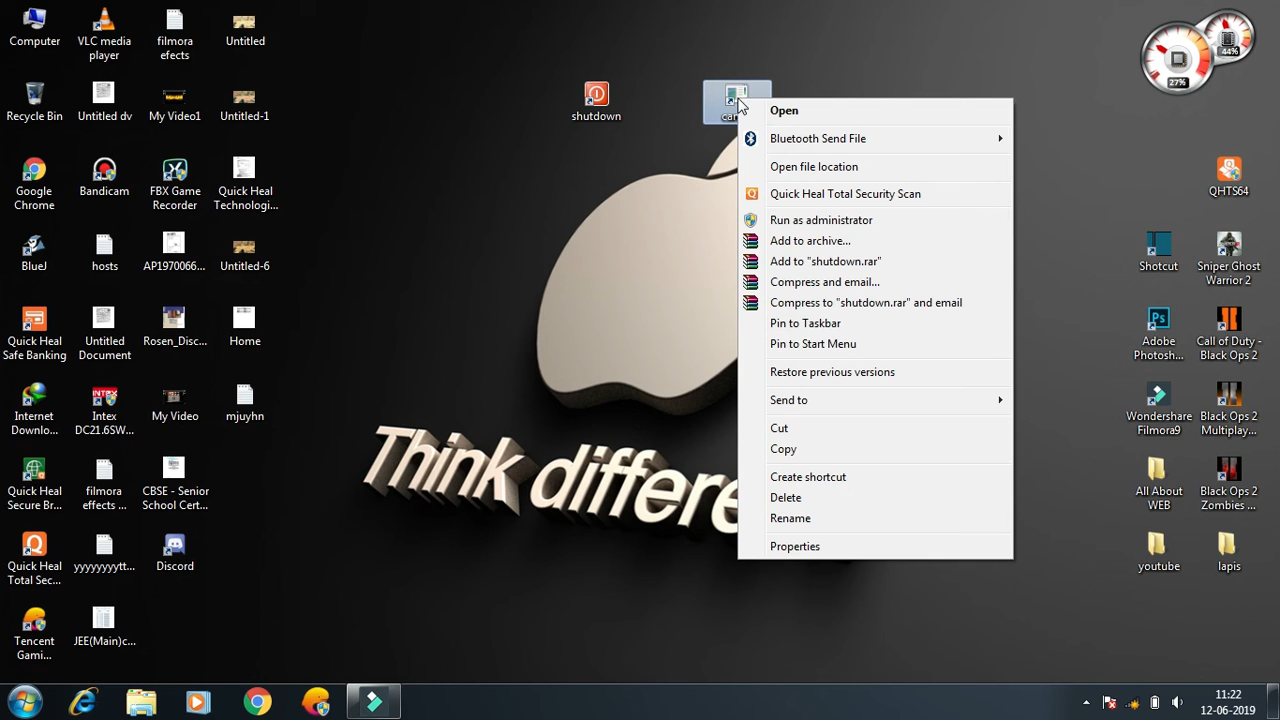 Computer
VLC media
player
filmora
efects
Untitled
Recycle Bin
Untitled dv
My Video1
Untitled-1
Google
Chrome
Bandicam
FBX Game
Recorder
Quick Heal
Technologi...
Bluel
hosts
AP1970066...
Untitled-6
Quick Heal
Safe Banking
Untitled
Document
Rosen_Disc...
Home
Internet
Downlo...
Intex
DC21.6SW...
My Video
mjuyhn
Quick Heal
Secure Br...
filmora
effects ...
CBSE - Senior
School Cert...
Quick Heal
Total Sec...
yyyyyyytt...
Discord
Tencent
Gami...
JEE(Main)c...
shutdown
Think differe
Open
Bluetooth Send File
Open file location
Quick Heal Total Security Scan
Run as administrator
Add to archive...
Add to "shutdown.rar"
Compress and email...
Compress to "shutdown.rar" and email
Pin to Taskbar
Pin to Start Menu
Restore previous versions
Send to
Cut
Copy
Create shortcut
Delete
Rename
Properties
44%
27%
QHTS64
Shotcut
Sniper Ghost
Warrior 2
Adobe
Photosh...
Call of Duty -
Black Ops 2
Wondershare
Filmora9
Black Ops 2
Multiplay...
All About
WEB
Black Ops 2
Zombies ...
youtube
lapis
11:22
12-06-2019